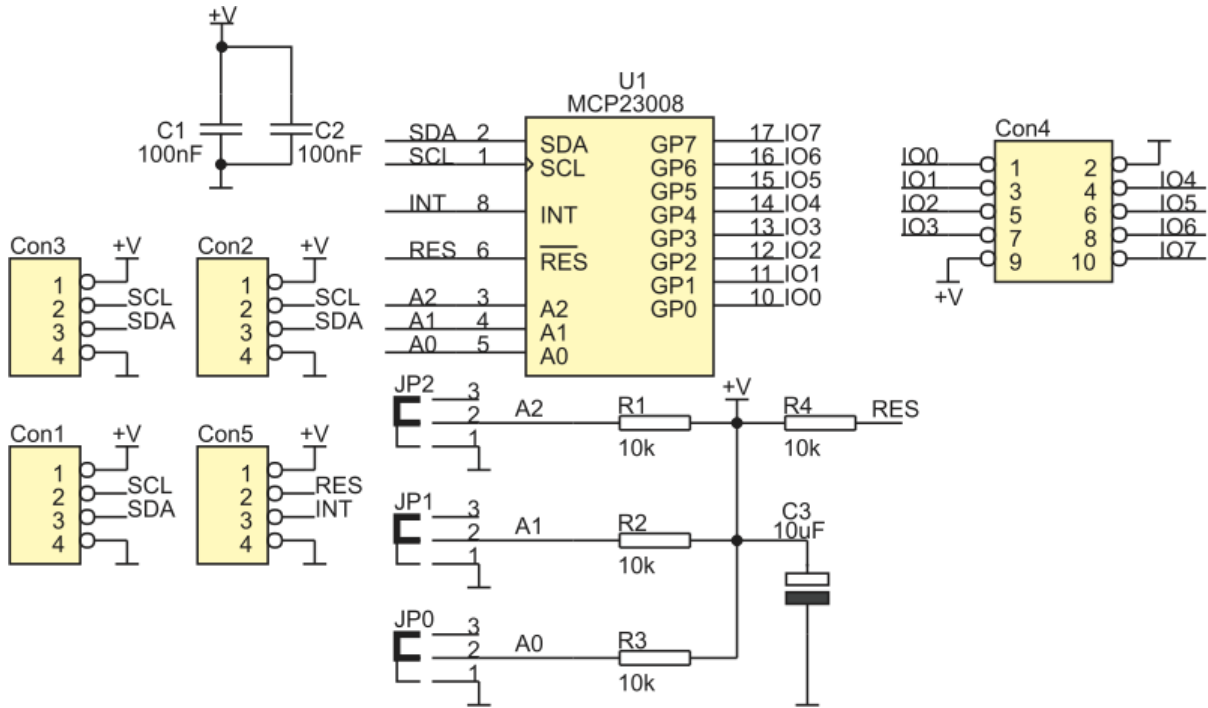 +V
C1
100nF
C2
100nF
U1
MCP23008
SDA 2 SDA
SCL 1 SCL
INT 8 INT
RES 6 RES
A2 3 A2
A1 4 A1
A0 5 A0
GP7 17 IO7
GP6 16 IO6
GP5 15 IO5
GP4 14 IO4
GP3 13 IO3
GP2 12 IO2
GP1 11 IO1
GP0 10 IO0
Con4
IO0 1 2
IO1 3 4 IO4
IO2 5 6 IO5
IO3 7 8 IO6
9 10 IO7
+V
Con3 +V
1
2 SCL
3 SDA
4
Con2 +V
1
2 SCL
3 SDA
4
Con1 +V
1
2 SCL
3 SDA
4
Con5 +V
1
2 RES
3 INT
4
JP2
3
2
1
A2
R1
10k
+V
R4
10k
RES
JP1
3
2
1
A1
R2
10k
C3
10uF
JP0
3
2
1
A0
R3
10k